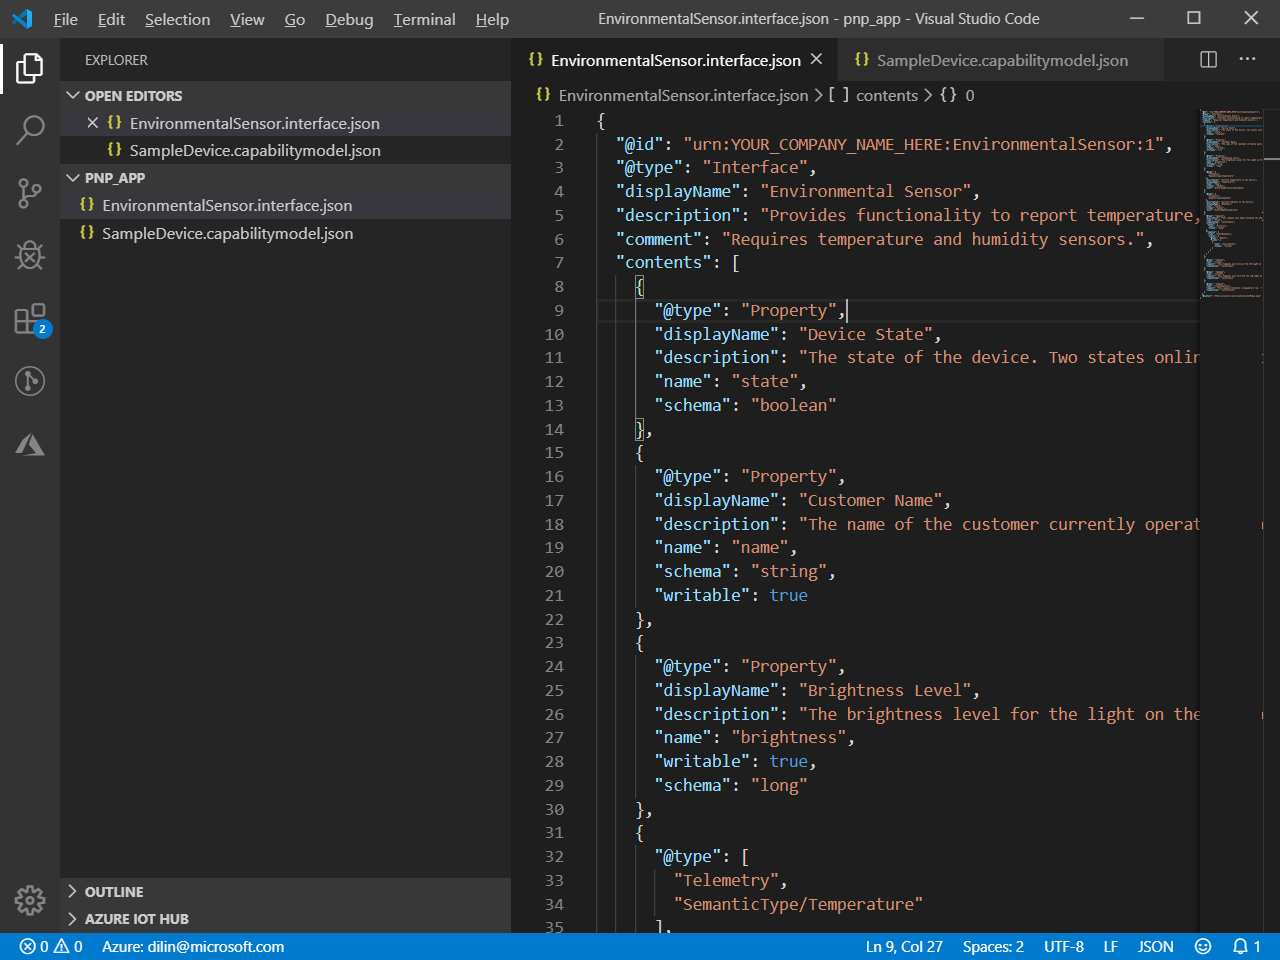 File Edit Selection View Go Debug Terminal Help EnvironmentalSensor.interface.json - pnp_app - Visual Studio Code
EXPLORER
OPEN EDITORS
{} EnvironmentalSensor.interface.json
{} SampleDevice.capabilitymodel.json
PNP_APP
{} EnvironmentalSensor.interface.json
{} SampleDevice.capabilitymodel.json
2
OUTLINE
AZURE IOT HUB
{} EnvironmentalSensor.interface.json {} SampleDevice.capabilitymodel.json ...
{} EnvironmentalSensor.interface.json > [ ] contents > {} 0
1 {
2 "@id": "urn:YOUR_COMPANY_NAME_HERE:EnvironmentalSensor:1",
3 "@type": "Interface",
4 "displayName": "Environmental Sensor",
5 "description": "Provides functionality to report temperature,
6 "comment": "Requires temperature and humidity sensors.",
7 "contents": [
8 {
9 "@type": "Property",
10 "displayName": "Device State",
11 "description": "The state of the device. Two states onlin
12 "name": "state",
13 "schema": "boolean"
14 },
15 {
16 "@type": "Property",
17 "displayName": "Customer Name",
18 "description": "The name of the customer currently operat
19 "name": "name",
20 "schema": "string",
21 "writable": true
22 },
23 {
24 "@type": "Property",
25 "displayName": "Brightness Level",
26 "description": "The brightness level for the light on the
27 "name": "brightness",
28 "writable": true,
29 "schema": "long"
30 },
31 {
32 "@type": [
33 "Telemetry",
34 "SemanticType/Temperature"
35 ],
0 0 Azure: dilin@microsoft.com Ln 9, Col 27 Spaces: 2 UTF-8 LF JSON 1